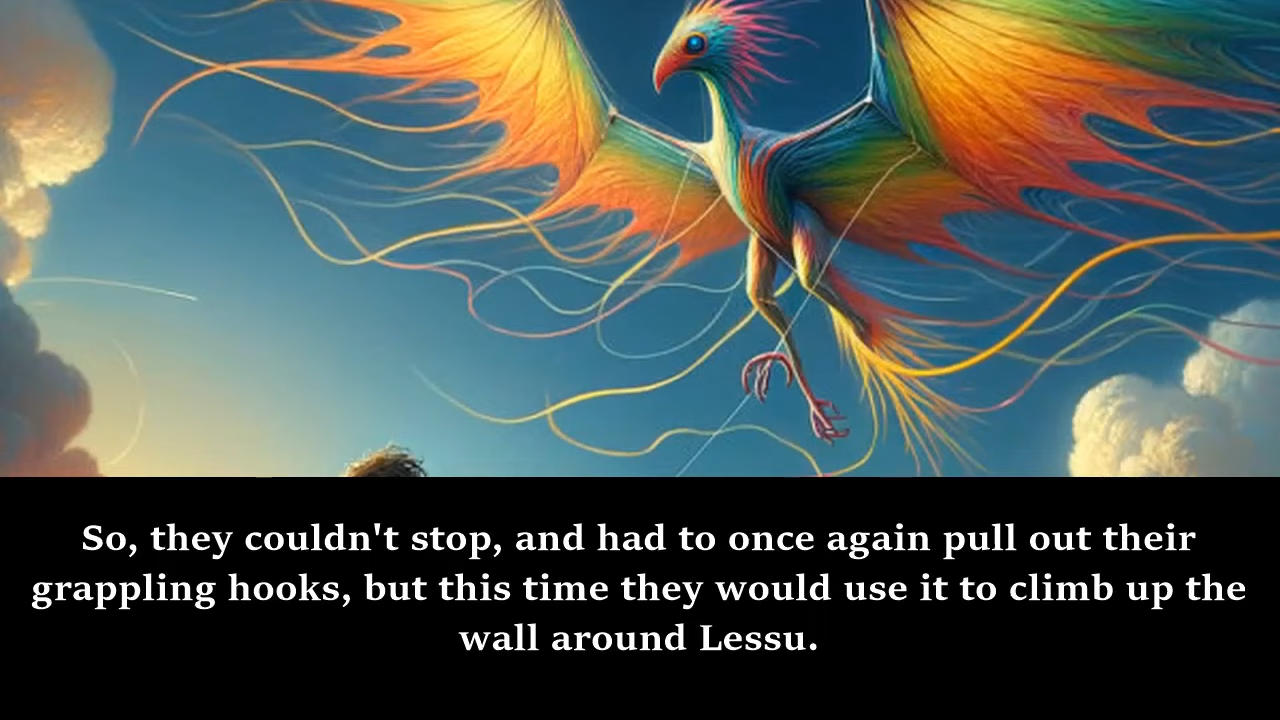 So, they couldn't stop, and had to once again pull out their
grappling hooks, but this time they would use it to climb up the
wall around Lessu.